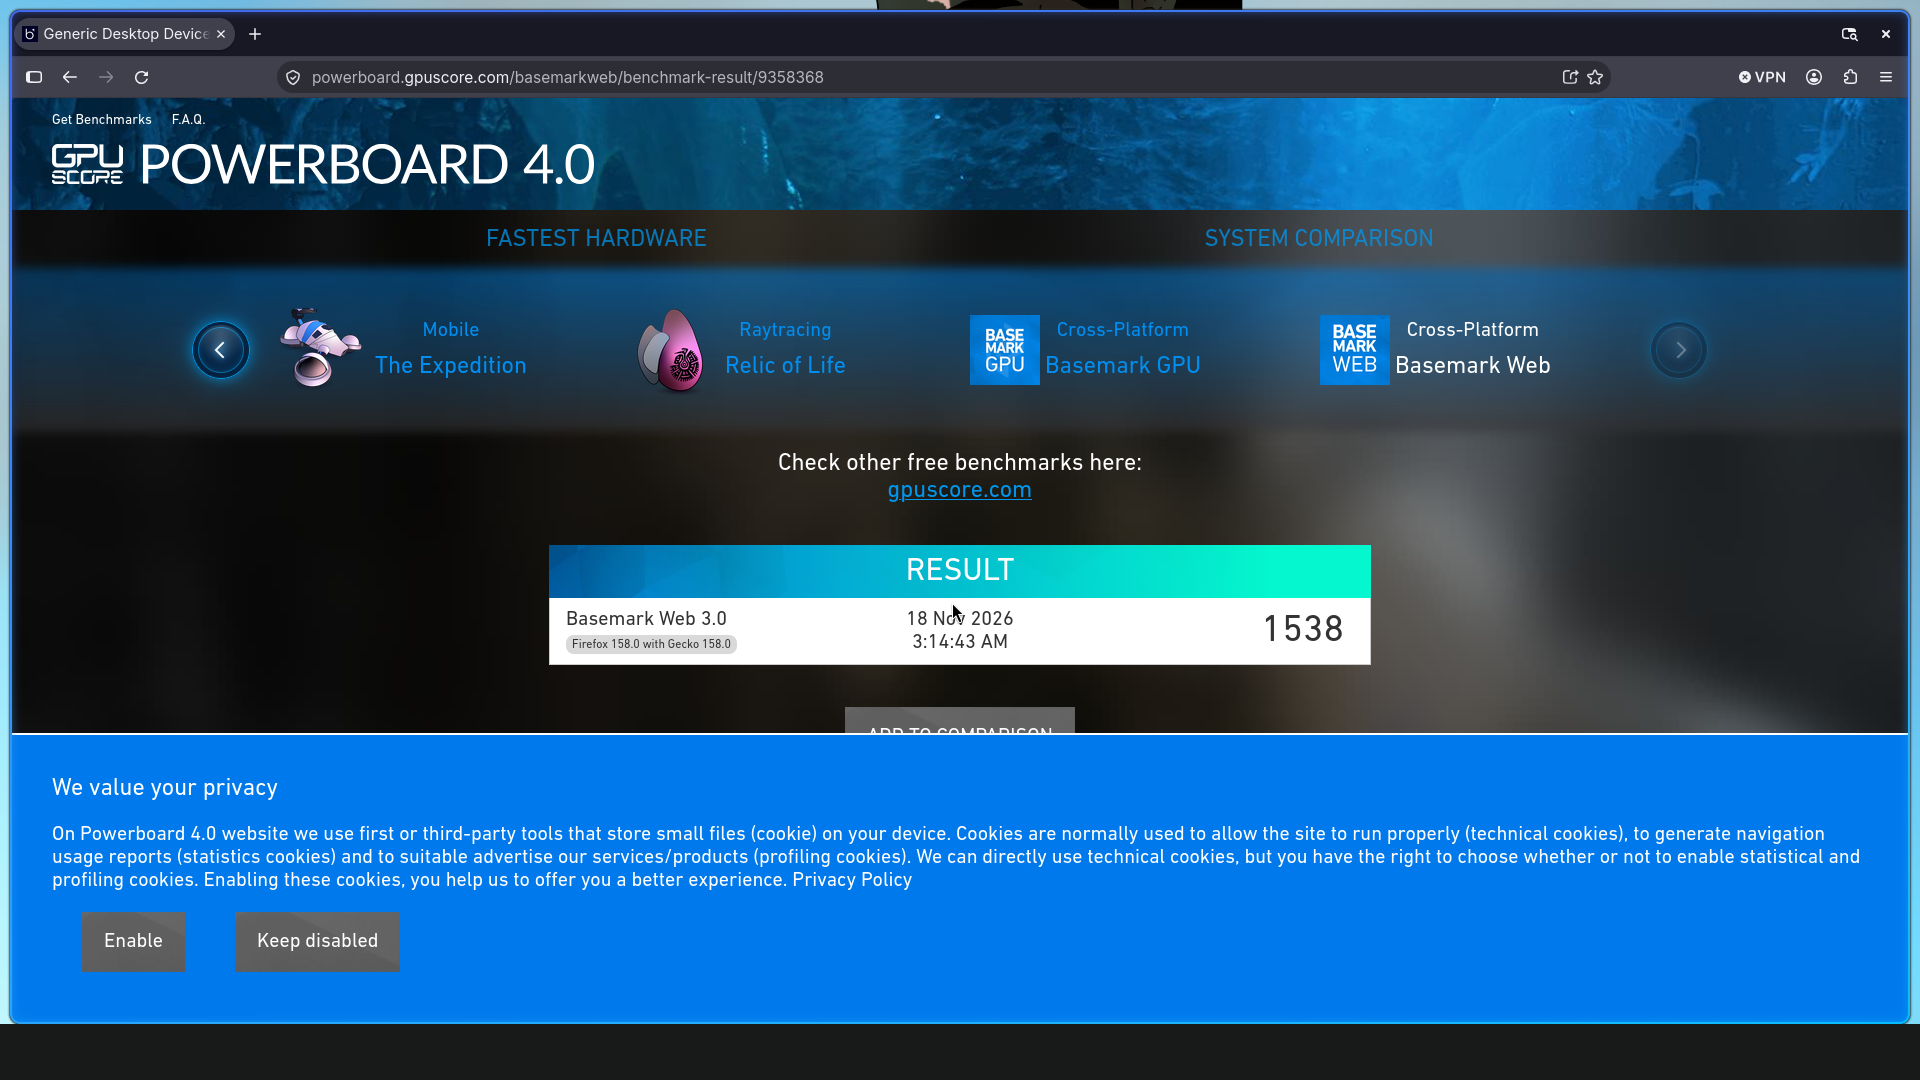 Generic Desktop Device
powerboard.gpuscore.com/basemarkweb/benchmark-result/9358368
VPN
Get Benchmarks F.A.Q.
GPU SCORE POWERBOARD 4.0
FASTEST HARDWARE SYSTEM COMPARISON
Mobile
The Expedition
Raytracing
Relic of Life
BASE
MARK
GPU
Cross-Platform
Basemark GPU
BASE
MARK
WEB
Cross-Platform
Basemark Web
Check other free benchmarks here:
gpuscore.com
RESULT
Basemark Web 3.0
Firefox 158.0 with Gecko 158.0
18 Nov 2026
3:14:43 AM
1538
ADD TO COMPARISON
We value your privacy
On Powerboard 4.0 website we use first or third-party tools that store small files (cookie) on your device. Cookies are normally used to allow the site to run properly (technical cookies), to generate navigation
usage reports (statistics cookies) and to suitable advertise our services/products (profiling cookies). We can directly use technical cookies, but you have the right to choose whether or not to enable statistical and
profiling cookies. Enabling these cookies, you help us to offer you a better experience. Privacy Policy
Enable Keep disabled